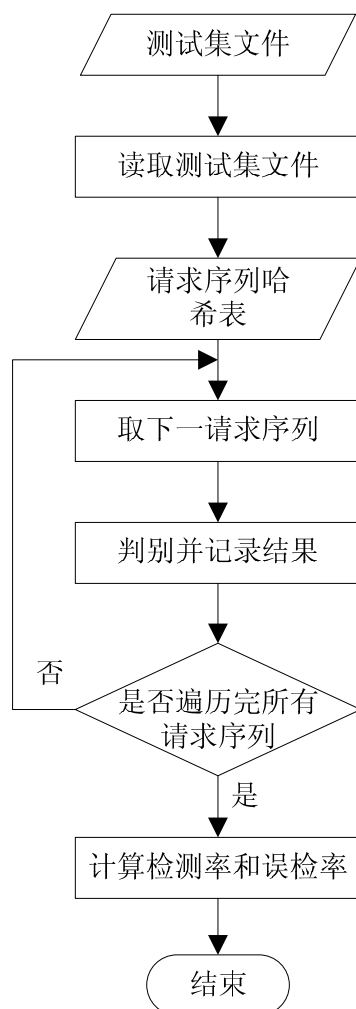 测试集文件
读取测试集文件
请求序列哈
希表
取下一请求序列
判别并记录结果
否
是否遍历完所有
请求序列
是
计算检测率和误检率
结束